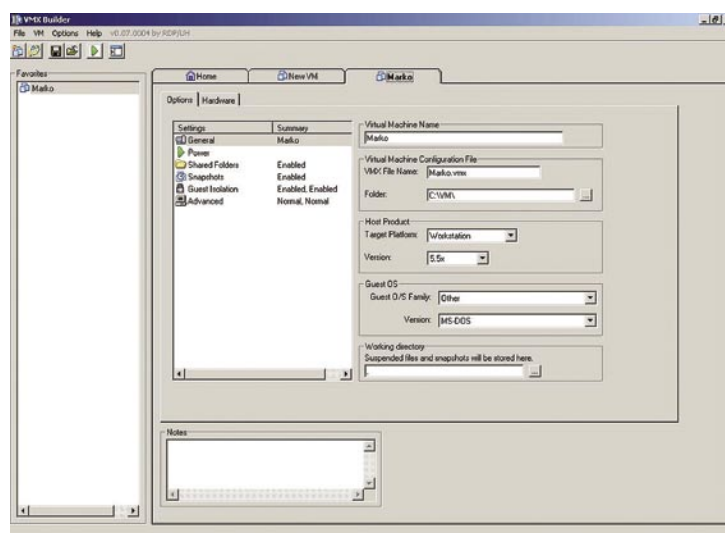 VMX Builder
File VM Options Help v0.07.0004 by RDP/LH
Favorites
Marko
Home
New VM
Marko
Options
Hardware
Settings Summary
General Marko
Power
Shared Folders Enabled
Snapshots Enabled
Guest Isolation Enabled, Enabled
Advanced Normal, Normal
Virtual Machine Name
Marko
Virtual Machine Configuration File
VMX File Name: Marko.vmx
Folder: C:\VM\ ...
Host Product
Target Platform: Workstation
Version: 5.5x
Guest OS
Guest O/S Family: Other
Version: MS-DOS
Working directory
Suspended files and snapshots will be stored here.
. ...
Notes